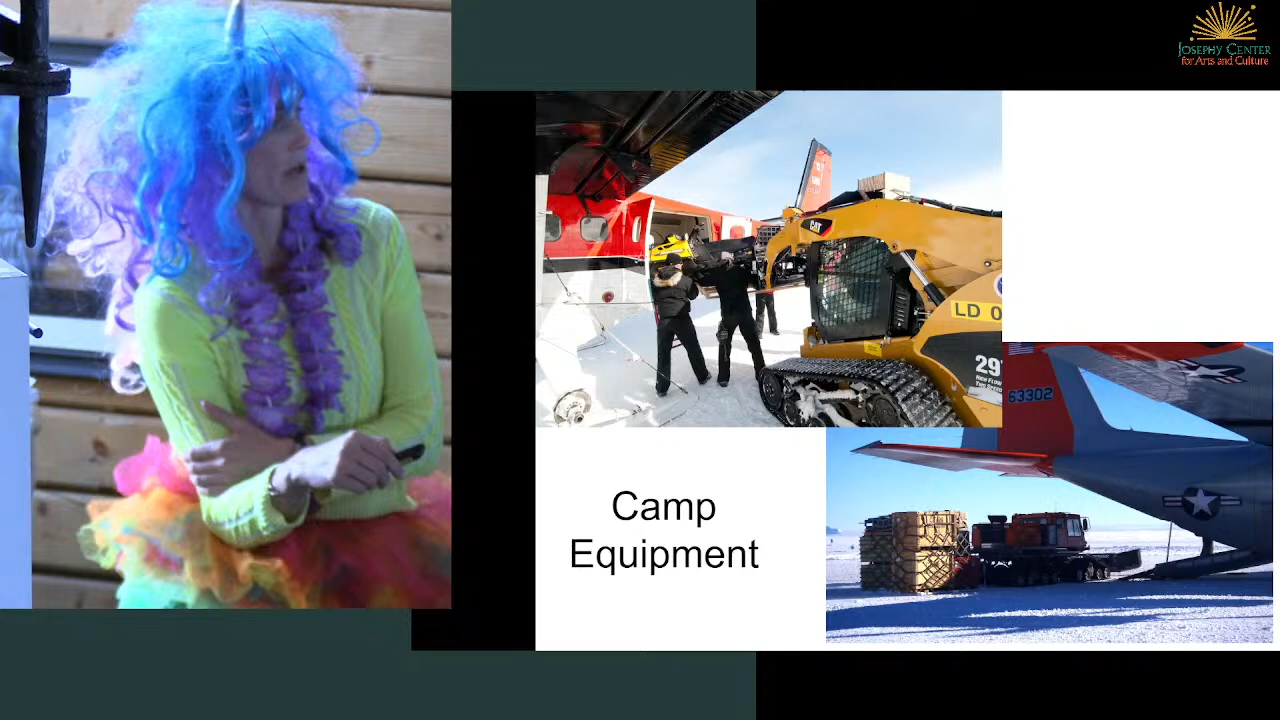 JOSEPHY CENTER
for Arts and Culture
CAT
LD 0
29
63302
Camp
Equipment